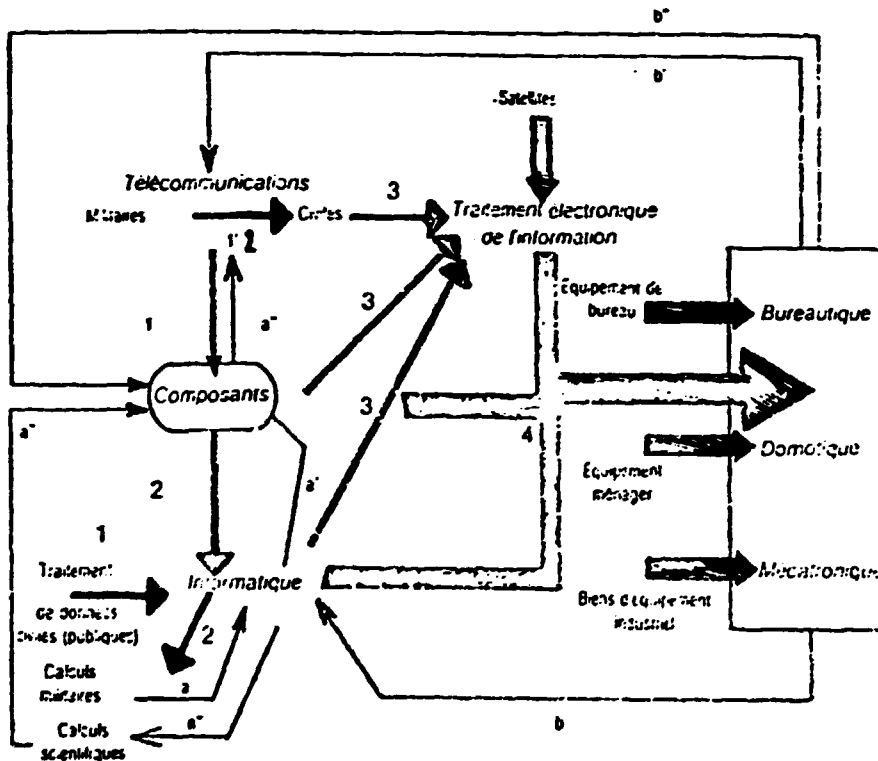 b"
b'
Satellites
Télécommunications
Militaires
Civiles
3
Traitement électronique
de l'information
1' 2
1
a"
3
Équipement de
bureau
Bureautique
Composants
3
4
a"
2
a'
Équipement
ménager
Domotique
1
Traitement
de données
civiles (publiques)
Informatique
2
Biens d'équipement
industriel
Mécatronique
Calculs
militaires
a
a"
b
Calculs
scientifiques